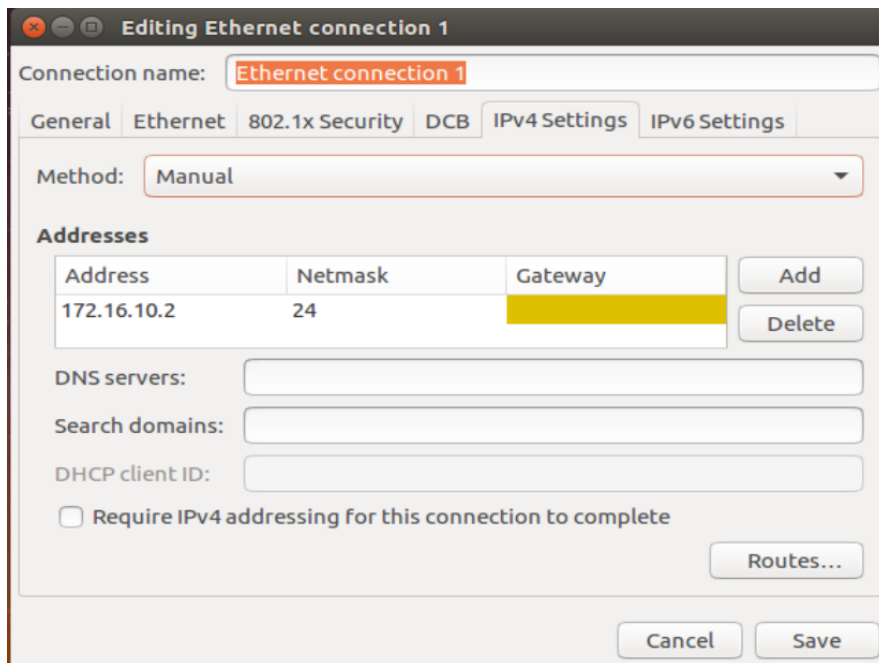 Editing Ethernet connection 1
Connection name: Ethernet connection 1
General Ethernet 802.1x Security DCB IPv4 Settings IPv6 Settings
Method: Manual
Addresses
Address Netmask Gateway Add
172.16.10.2 24
Delete
DNS servers:
Search domains:
DHCP client ID:
Require IPv4 addressing for this connection to complete
Routes...
Cancel Save